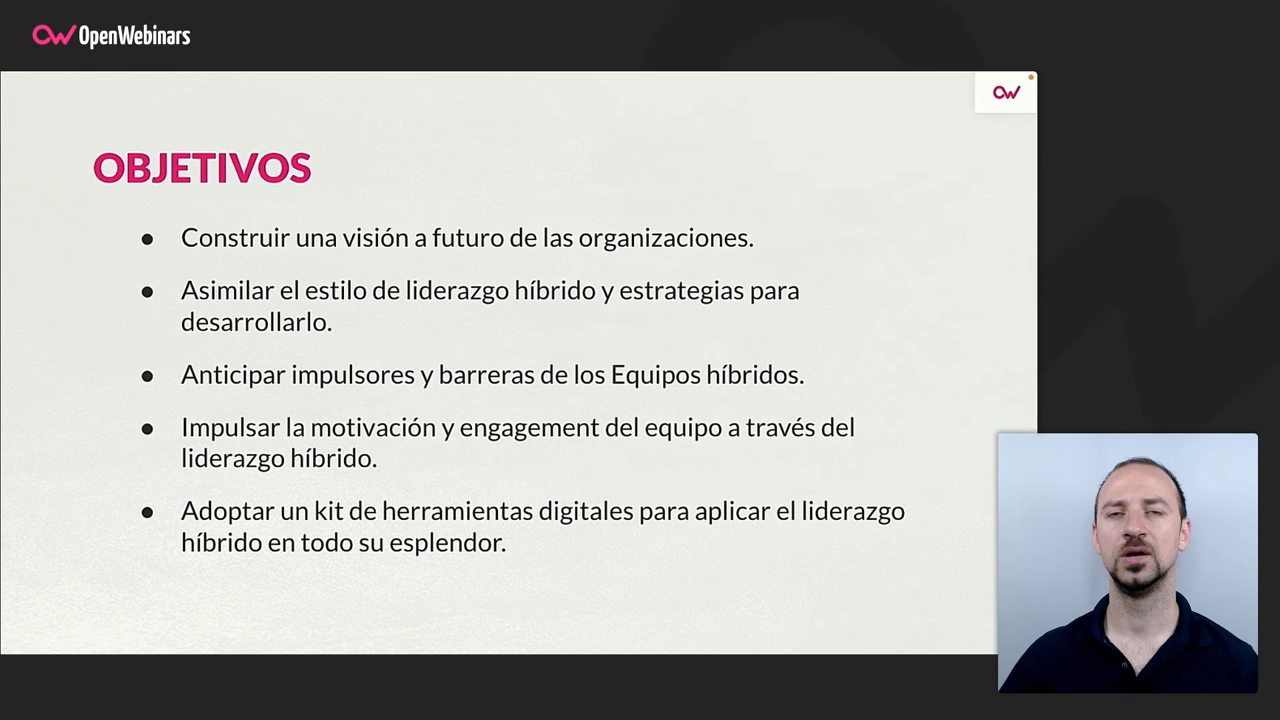 OpenWebinars
OBJETIVOS
● Construir una visión a futuro de las organizaciones.
● Asimilar el estilo de liderazgo híbrido y estrategias para
desarrollarlo.
● Anticipar impulsores y barreras de los Equipos híbridos.
● Impulsar la motivación y engagement del equipo a través del
liderazgo híbrido.
● Adoptar un kit de herramientas digitales para aplicar el liderazgo
híbrido en todo su esplendor.